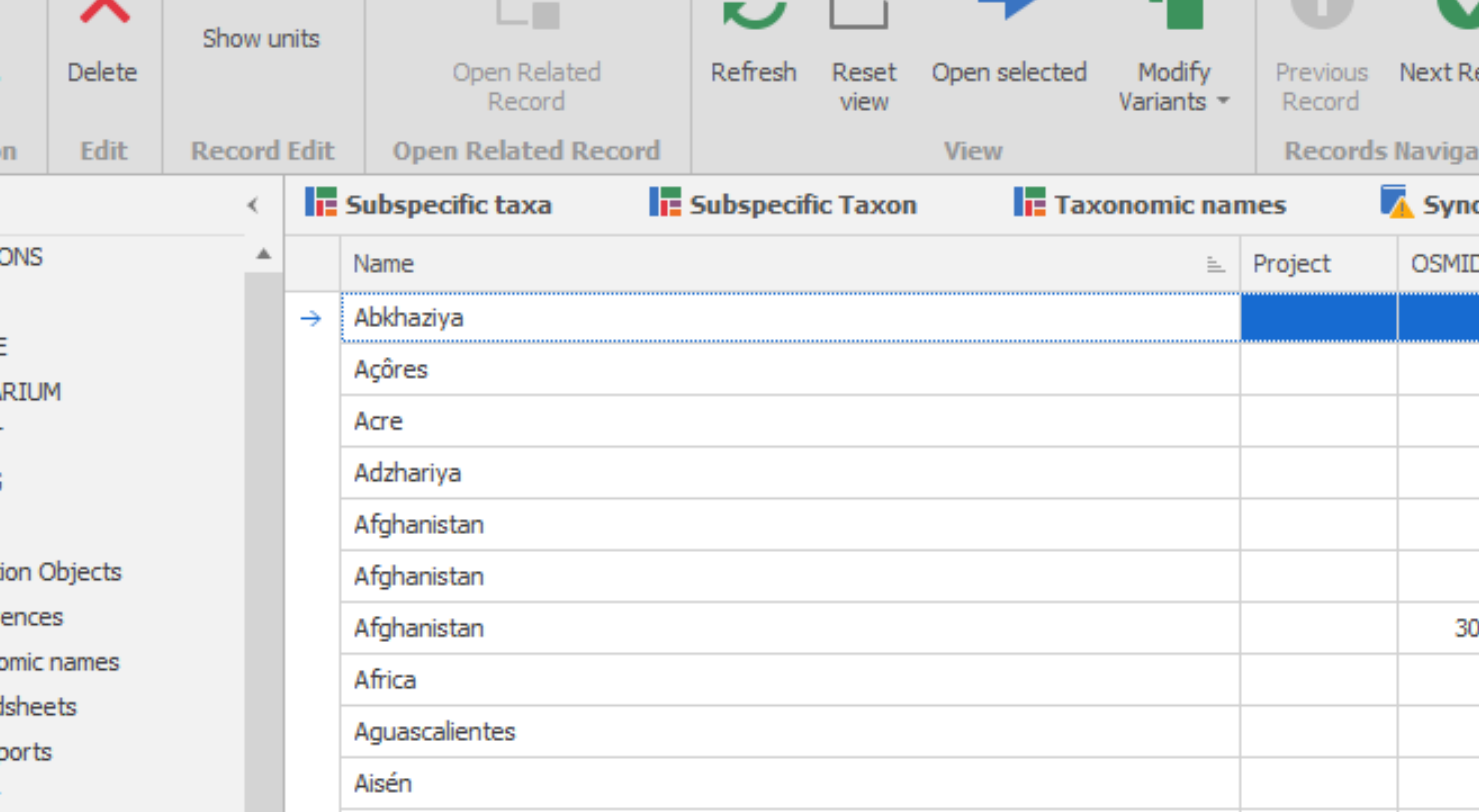 Show units
Delete
Open Related
Record
Refresh
Reset
view
Open selected
Modify
Variants
Previous
Record
Next Re
on
Edit
Record Edit
Open Related Record
View
Records Naviga
Subspecific taxa
Subspecific Taxon
Taxonomic names
Sync
ONS
E
ARIUM
ion Objects
ences
omic names
dsheets
ports
Name
Project
OSMID
Abkhaziya
Açôres
Acre
Adzhariya
Afghanistan
Afghanistan
Afghanistan
30
Africa
Aguascalientes
Aisén